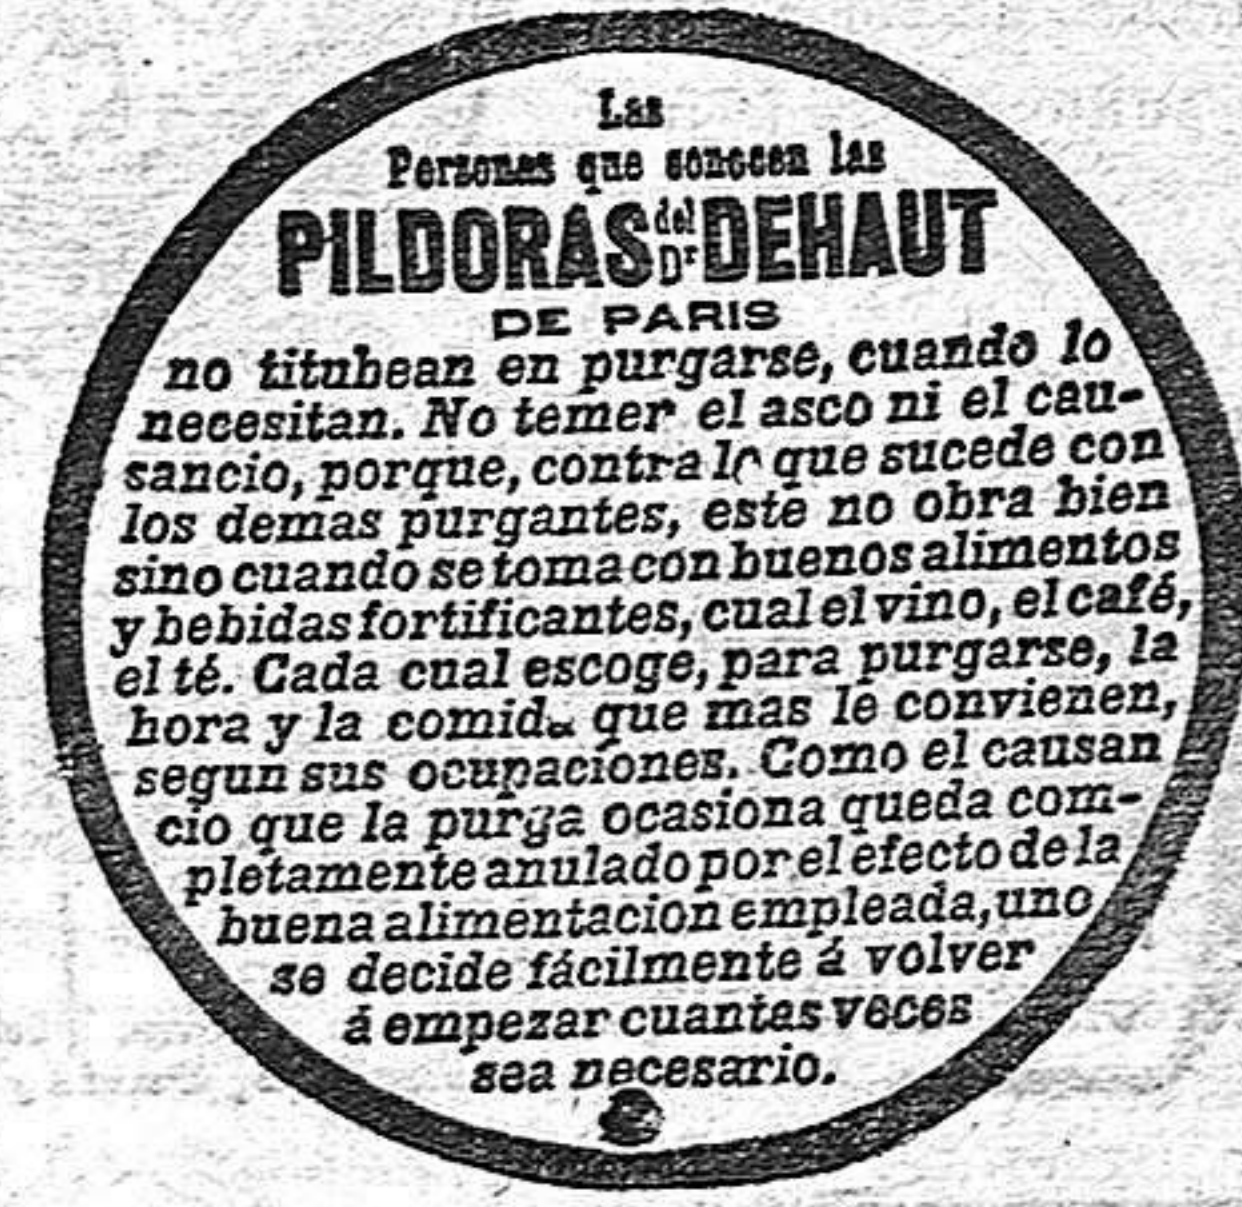 Las
Personas que conocen las
PILDORAS del Dr DEHAUT
DE PARIS
no titubean en purgarse, cuando lo
necesitan. No temer el asco ni el cau-
sancio, porque, contra lo que sucede con
los demas purgantes, este no obra bien
sino cuando se toma con buenos alimentos
y bebidas fortificantes, cual el vino, el café,
el té. Cada cual escoge, para purgarse, la
hora y la comida que mas le convienen,
segun sus ocupaciones. Como el causan
cio que la purga ocasiona queda com-
pletamente anulado por el efecto de la
buena alimentacion empleada, uno
se decide fácilmente á volver
á empezar cuantas veces
sea necesario.